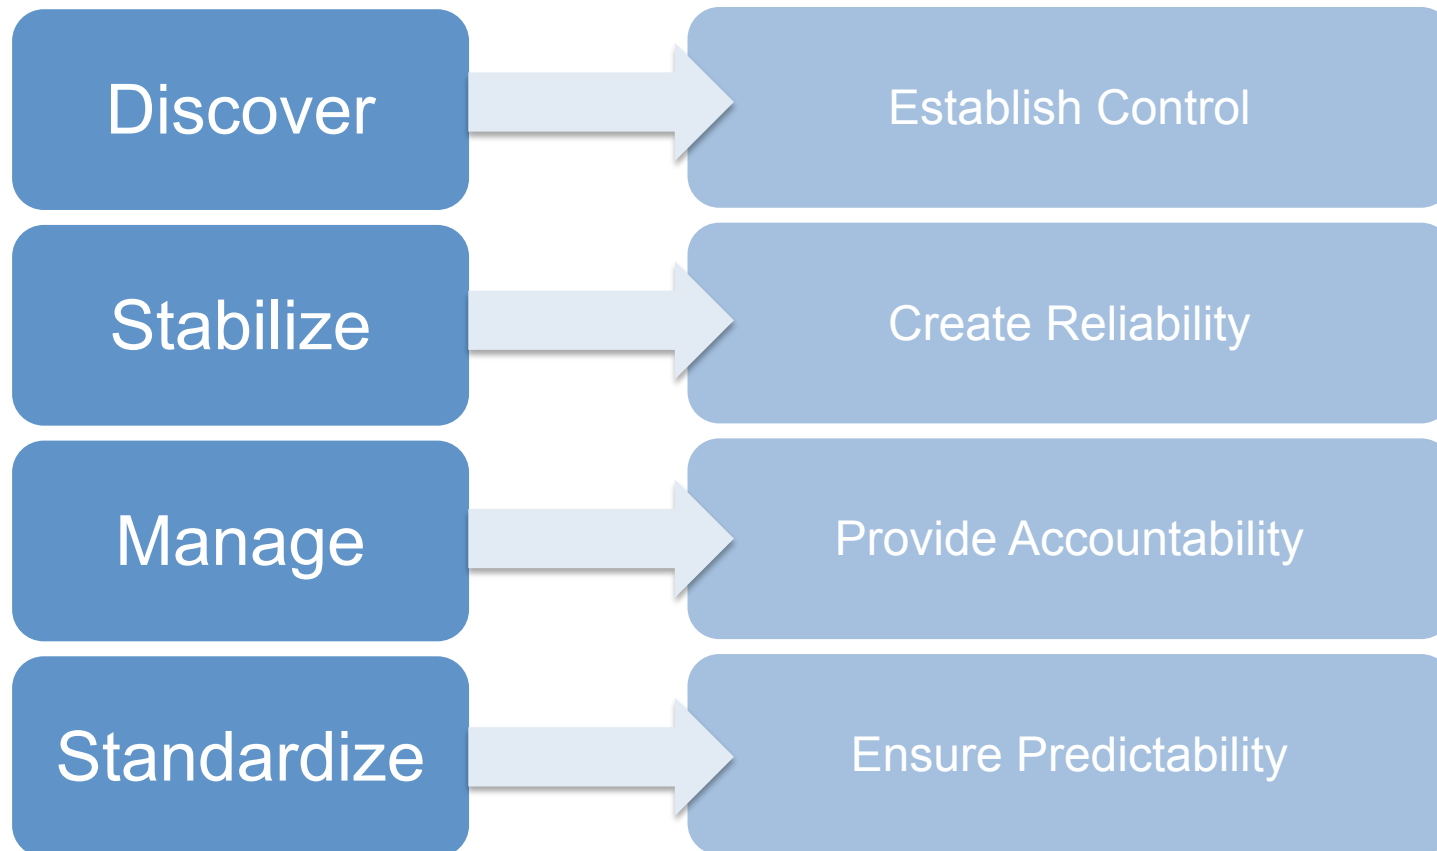 Discover
Establish Control
Stabilize
Create Reliability
Manage
Provide Accountability
Standardize
Ensure Predictability